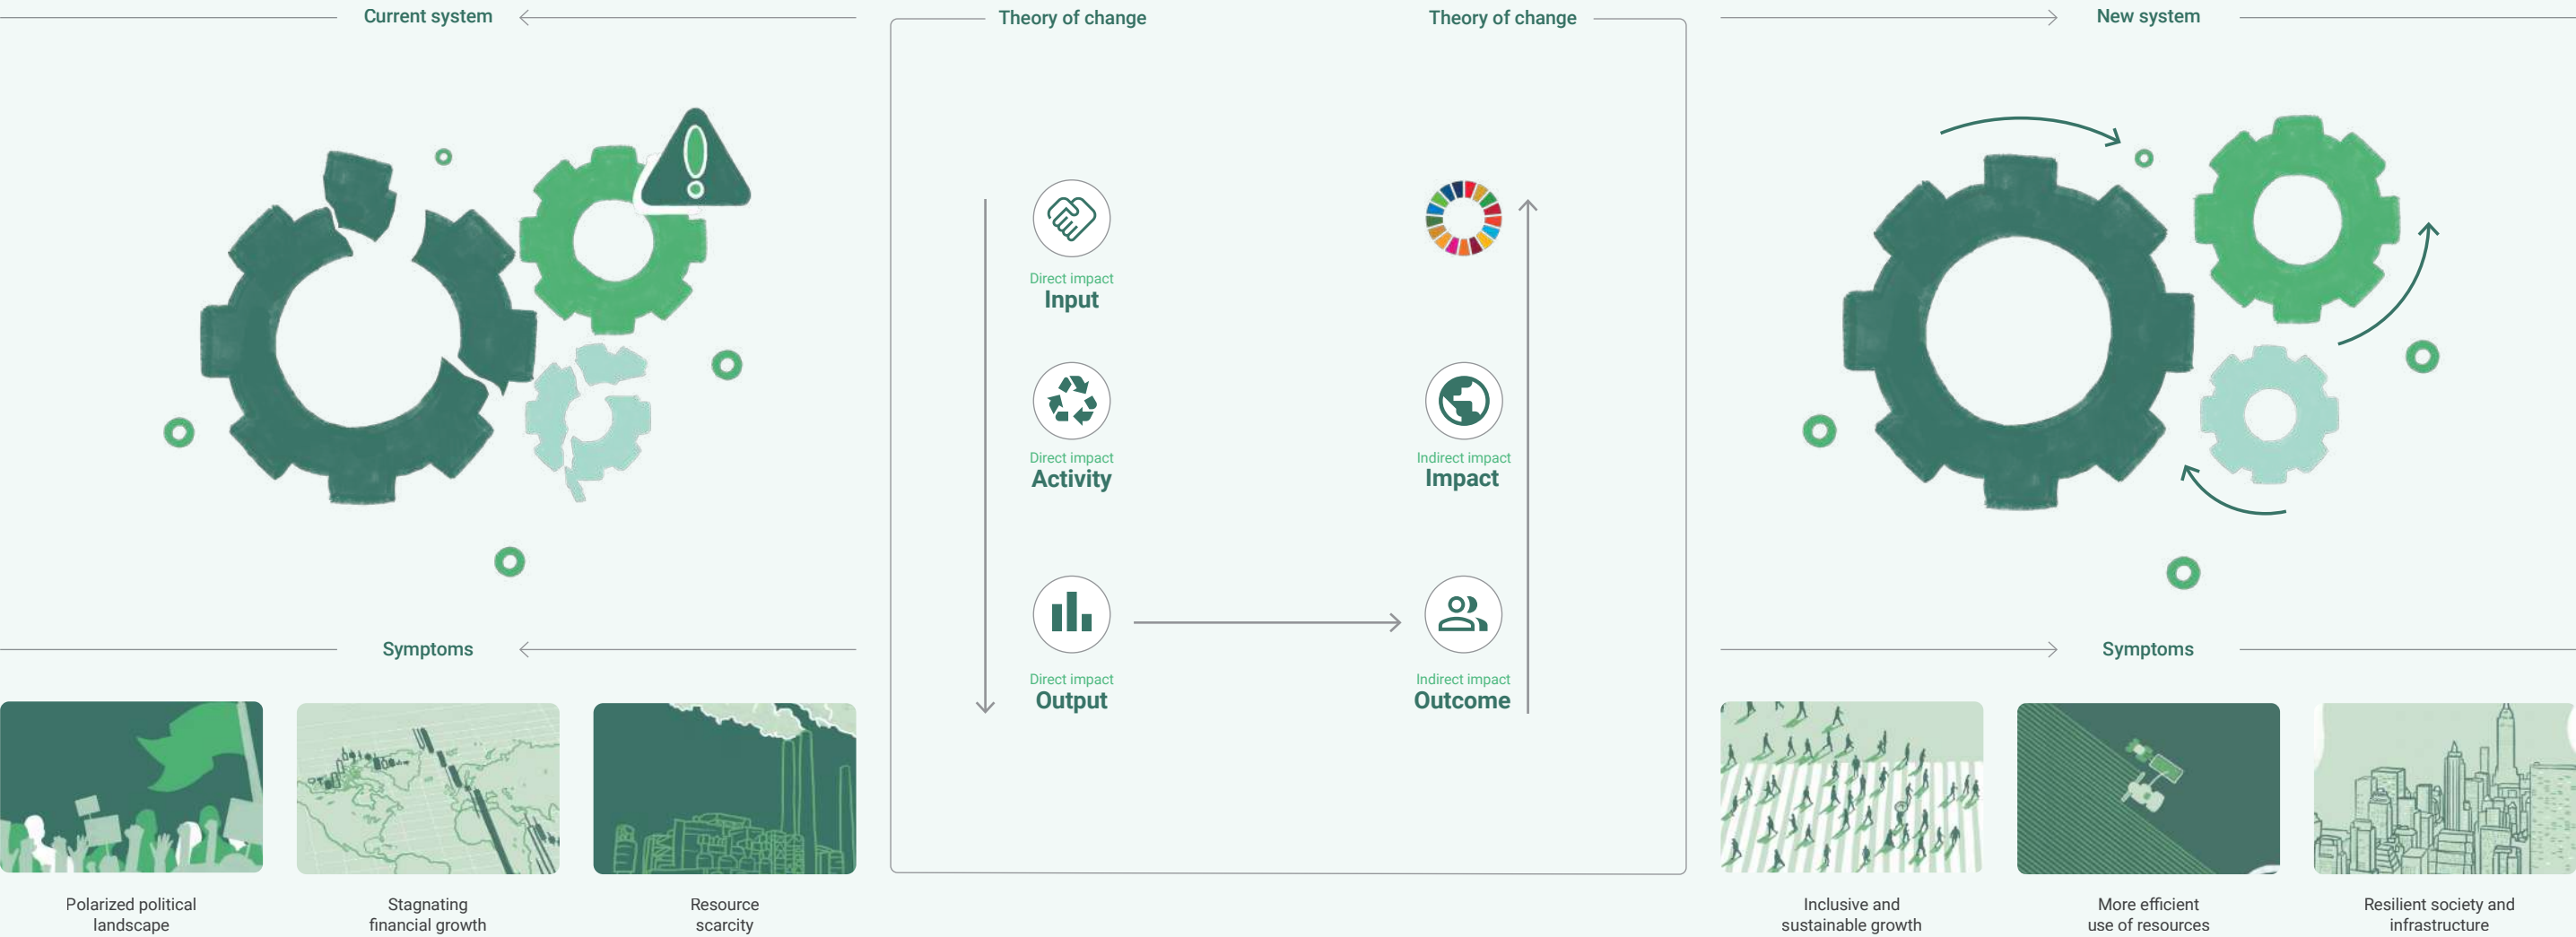 Current system
Theory of change
Theory of change
New system
Direct impact
Input
Direct impact
Activity
Indirect impact
Impact
Direct impact
Output
Indirect impact
Outcome
Symptoms
Symptoms
Polarized political
landscape
Stagnating
financial growth
Resource
scarcity
Inclusive and
sustainable growth
More efficient
use of resources
Resilient society and
infrastructure